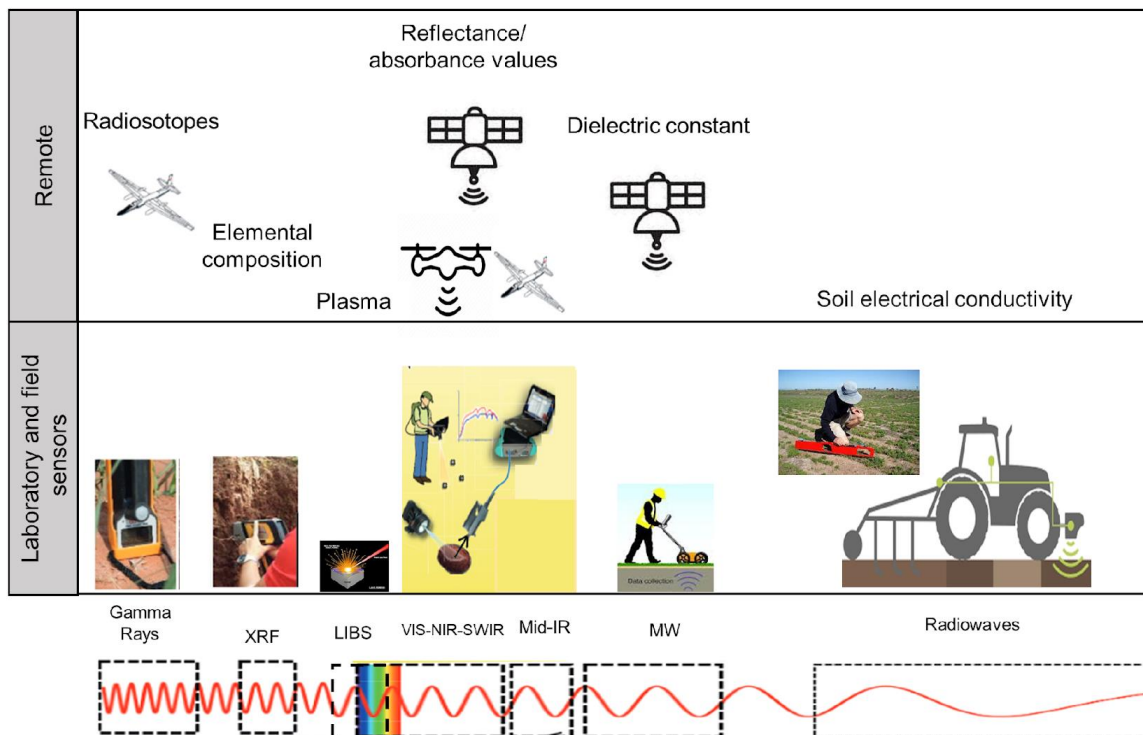 Remote
Reflectance/
absorbance values
Radiosotopes
Dielectric constant
Elemental
composition
Plasma
Soil electrical conductivity
Laboratory and field
sensors
Data collection
Gamma
Rays
XRF
LIBS
VIS-NIR-SWIR
Mid-IR
MW
Radiowaves